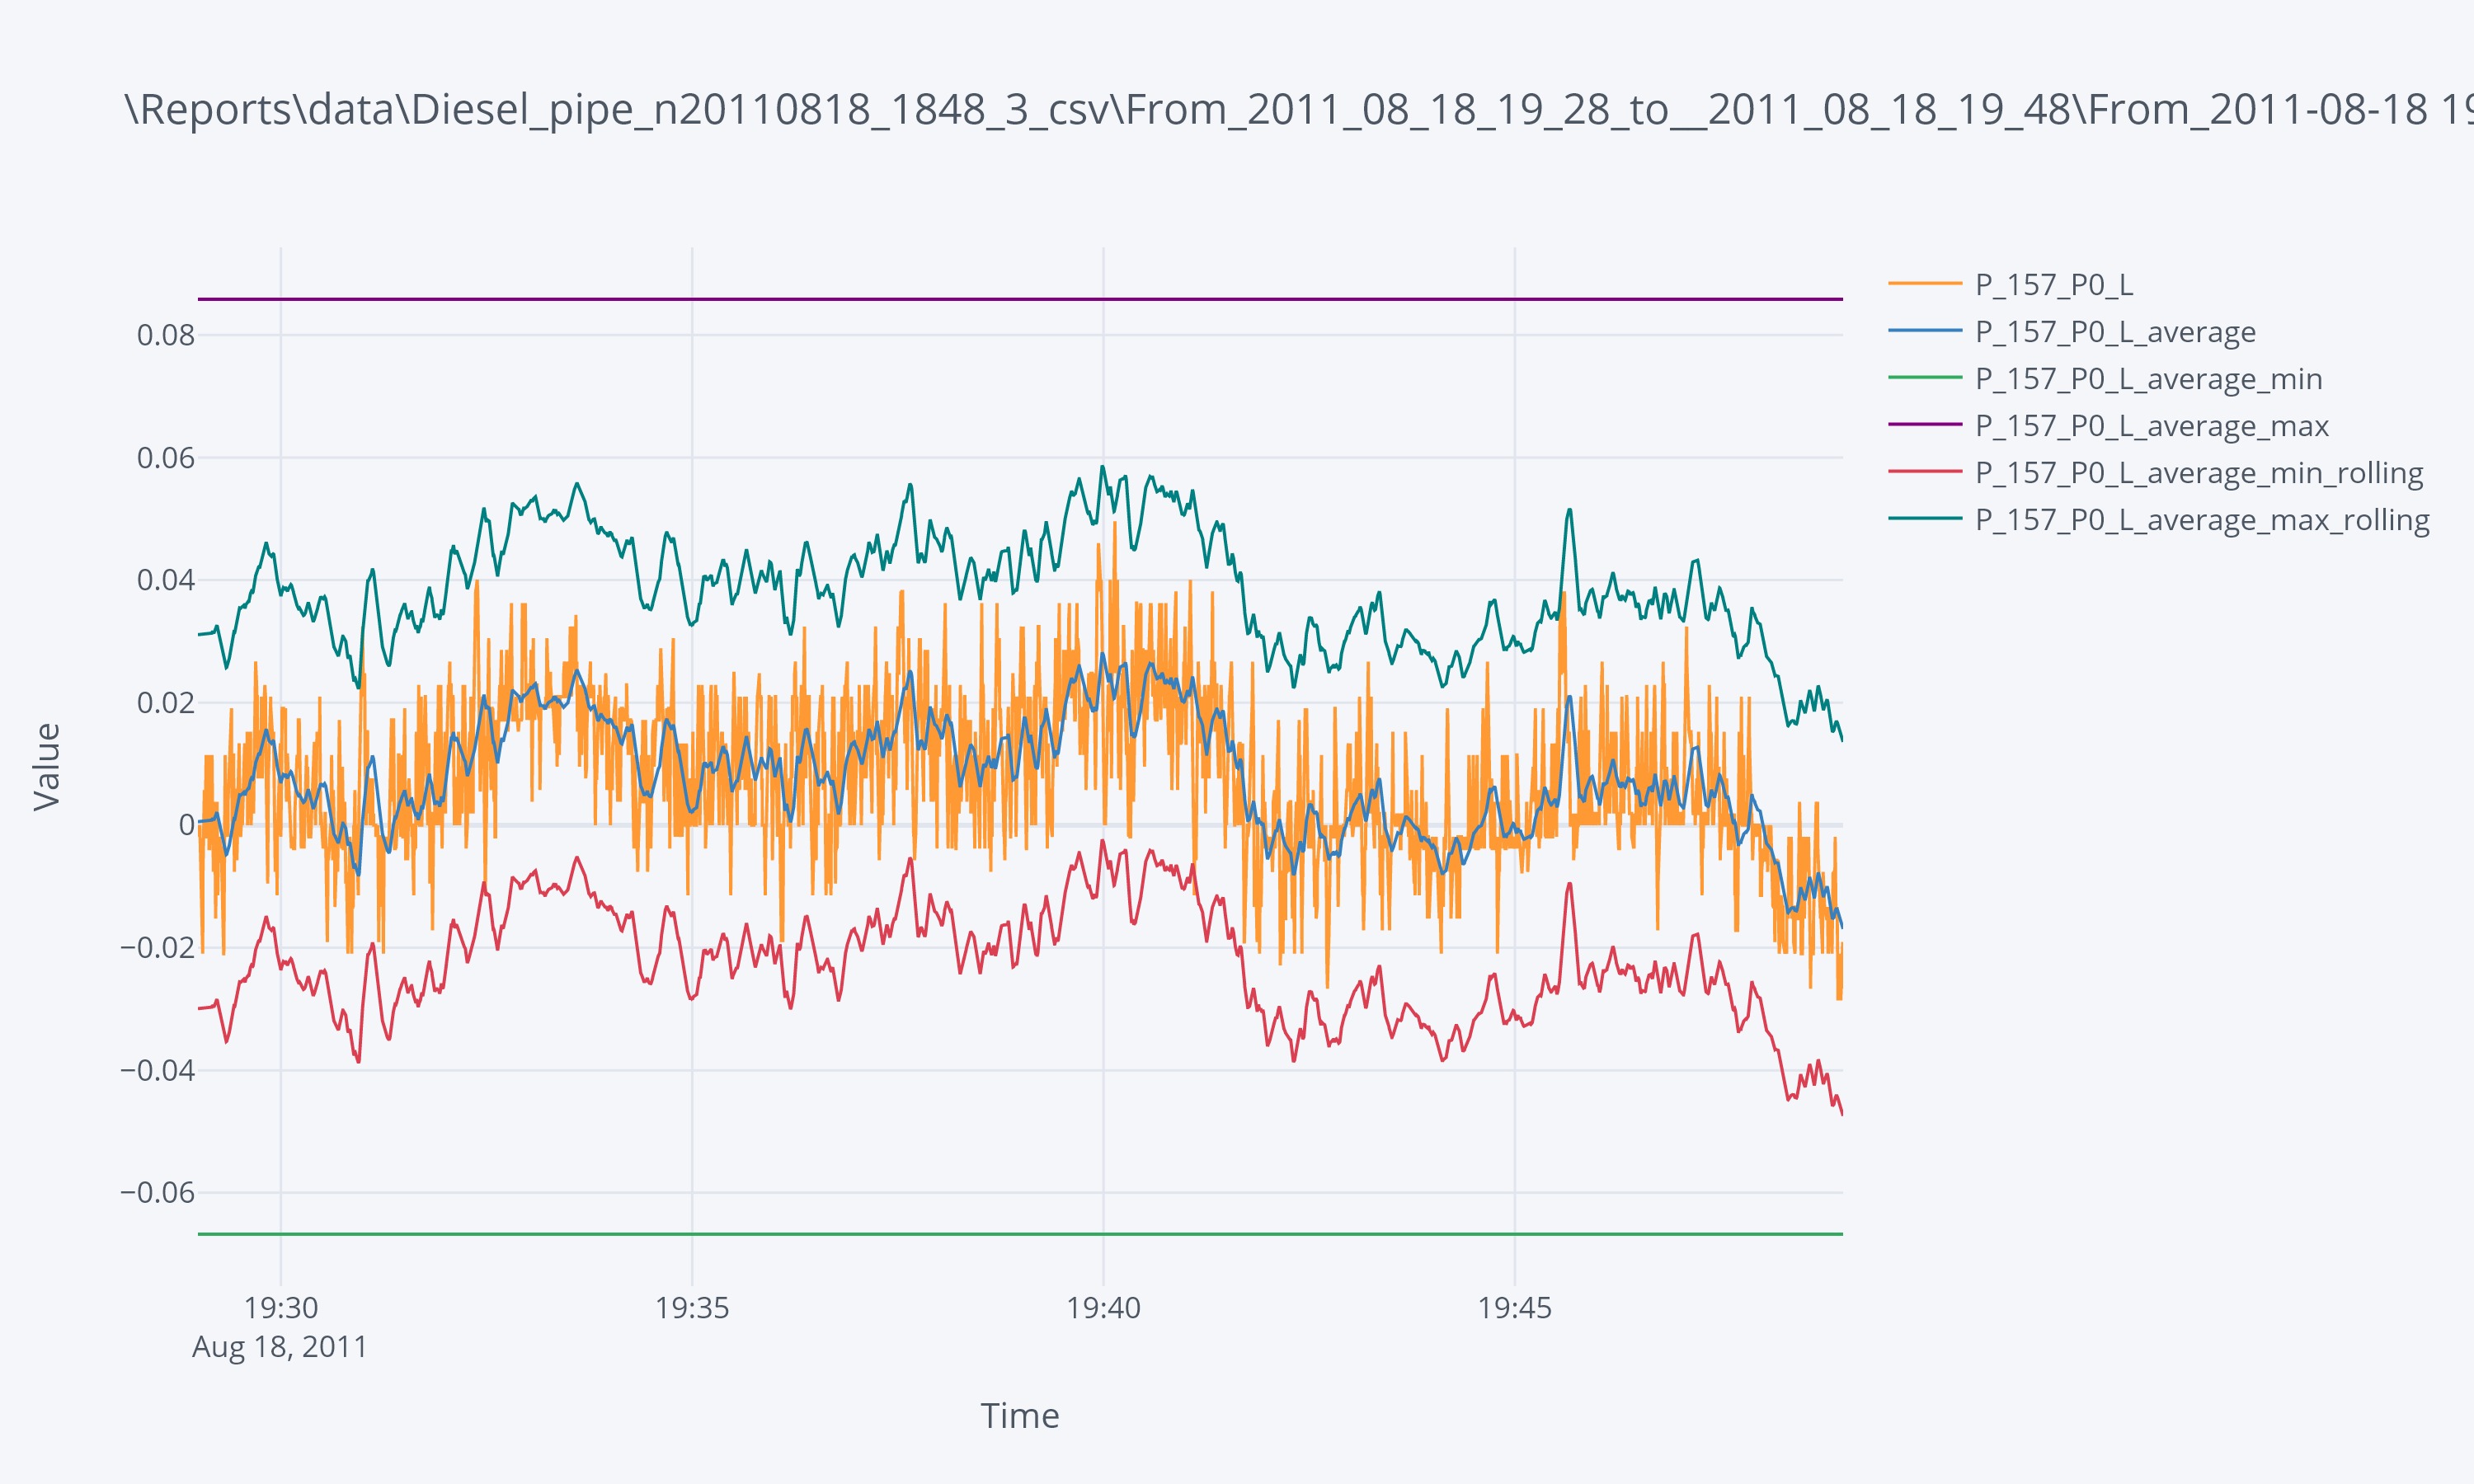 \Reports\data\Diesel_pipe_n20110818_1848_3_csv\From_2011_08_18_19_28_to__2011_08_18_19_48\From_2011-08-18 19
P_157_P0_L
P_157_P0_L_average
P_157_P0_L_average_min
P_157_P0_L_average_max
P_157_P0_L_average_min_rolling
P_157_P0_L_average_max_rolling
0.08
0.06
0.04
0.02
0
−0.02
−0.04
−0.06
Value
19:30
19:35
19:40
19:45
Aug 18, 2011
Time